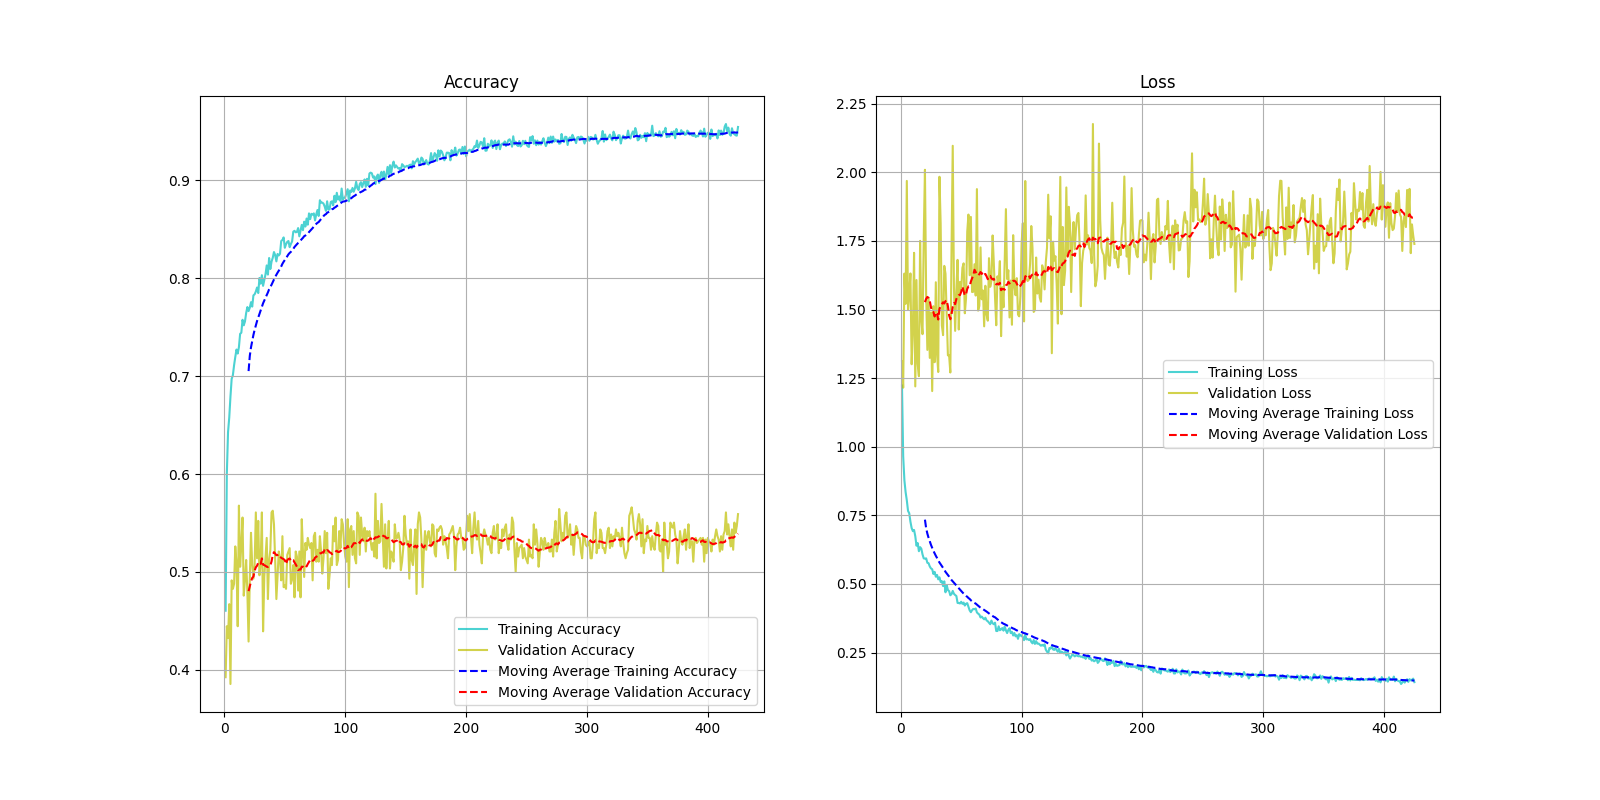 Accuracy
0.9
0.8
0.7
0.6
0.5
0.4
0
100
200
300
400
Training Accuracy
Validation Accuracy
Moving Average Training Accuracy
Moving Average Validation Accuracy
Loss
2.25
2.00
1.75
1.50
1.25
1.00
0.75
0.50
0.25
0
100
200
300
400
Training Loss
Validation Loss
Moving Average Training Loss
Moving Average Validation Loss